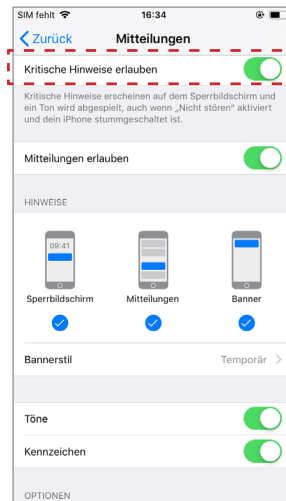 SIM fehlt 16:34
Zurück Mitteilungen
Kritische Hinweise erlauben
Kritische Hinweise erscheinen auf dem Sperrbildschirm und
ein Ton wird abgespielt, auch wenn „Nicht stören“ aktiviert
und dein iPhone stummgeschaltet ist.
Mitteilungen erlauben
HINWEISE
09:41
Sperrbildschirm Mitteilungen Banner
Bannerstil Temporär
Töne
Kennzeichen
OPTIONEN